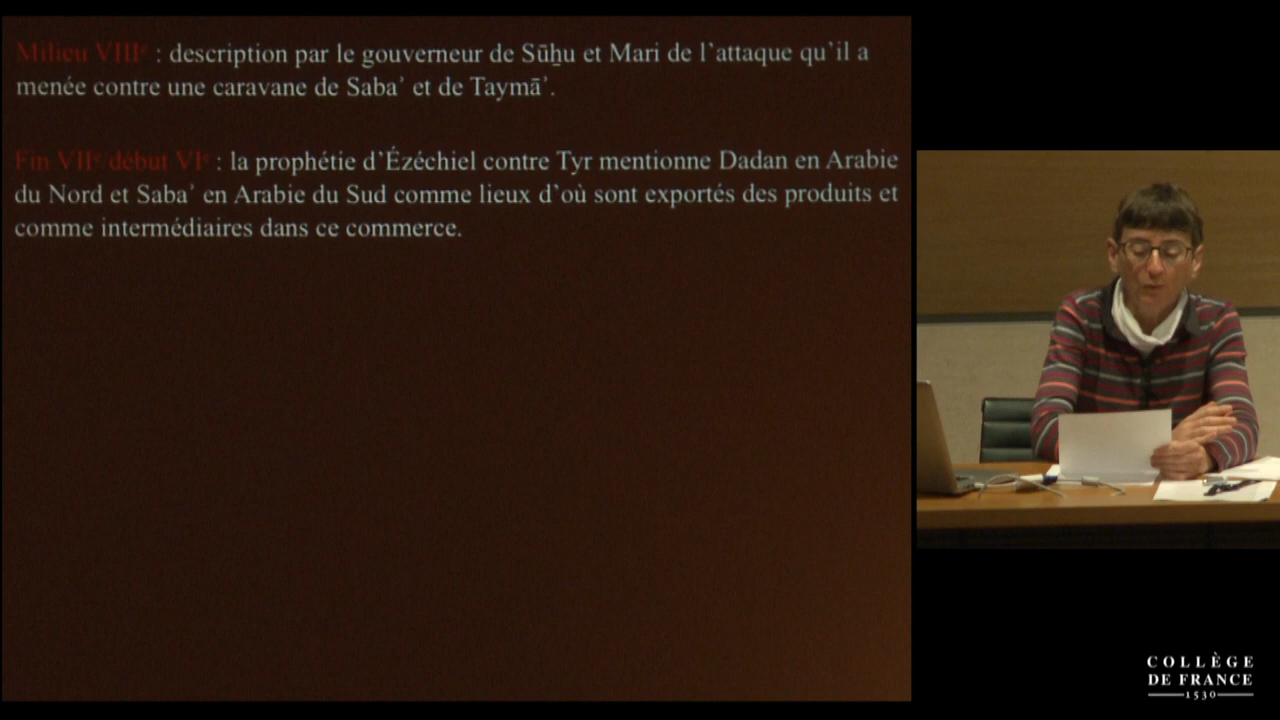 Milieu VIIIᵉ : description par le gouverneur de Sūḫu et Mari de l’attaque qu’il a
menée contre une caravane de Sabaʾ et de Taymāʾ.
Fin VIIᵉ début VIᵉ : la prophétie d’Ézéchiel contre Tyr mentionne Dadan en Arabie
du Nord et Sabaʾ en Arabie du Sud comme lieux d’où sont exportés des produits et
comme intermédiaires dans ce commerce.
COLLÈGE
DE FRANCE
1530